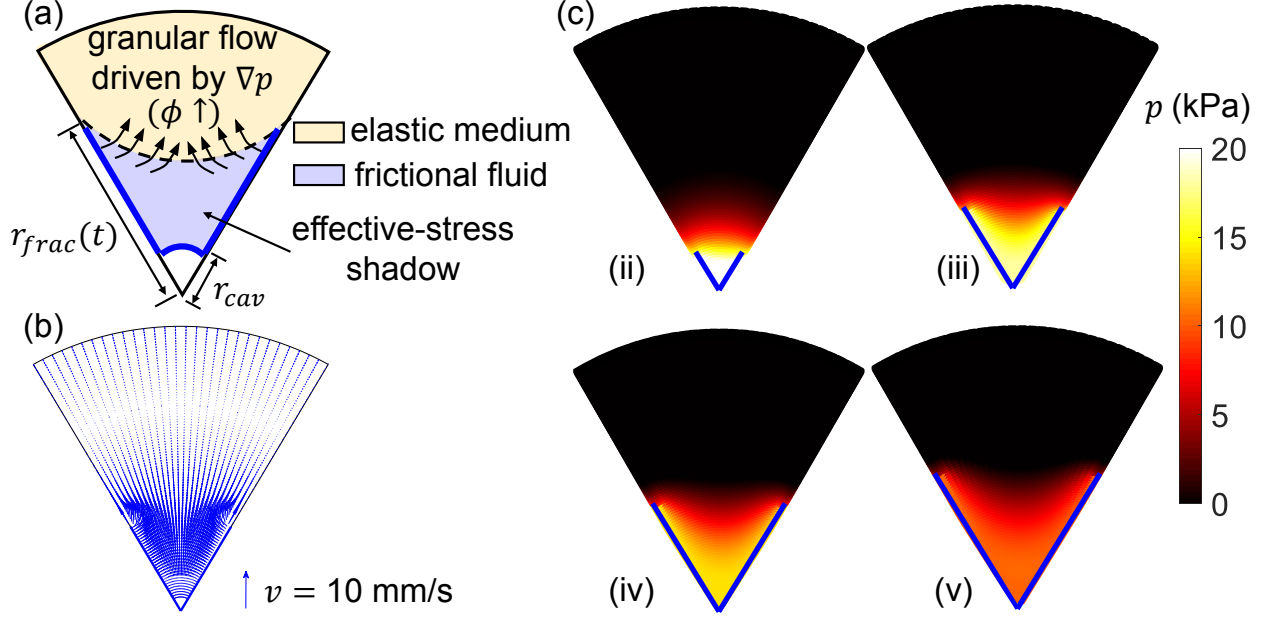 (a)
granular flow
driven by ∇p
(ϕ ↑)
elastic medium
frictional fluid
effective-stress
shadow
r_frac(t)
r_cav
(b)
v = 10 mm/s
(c)
(ii)
(iii)
(iv)
(v)
p (kPa)
20
15
10
5
0